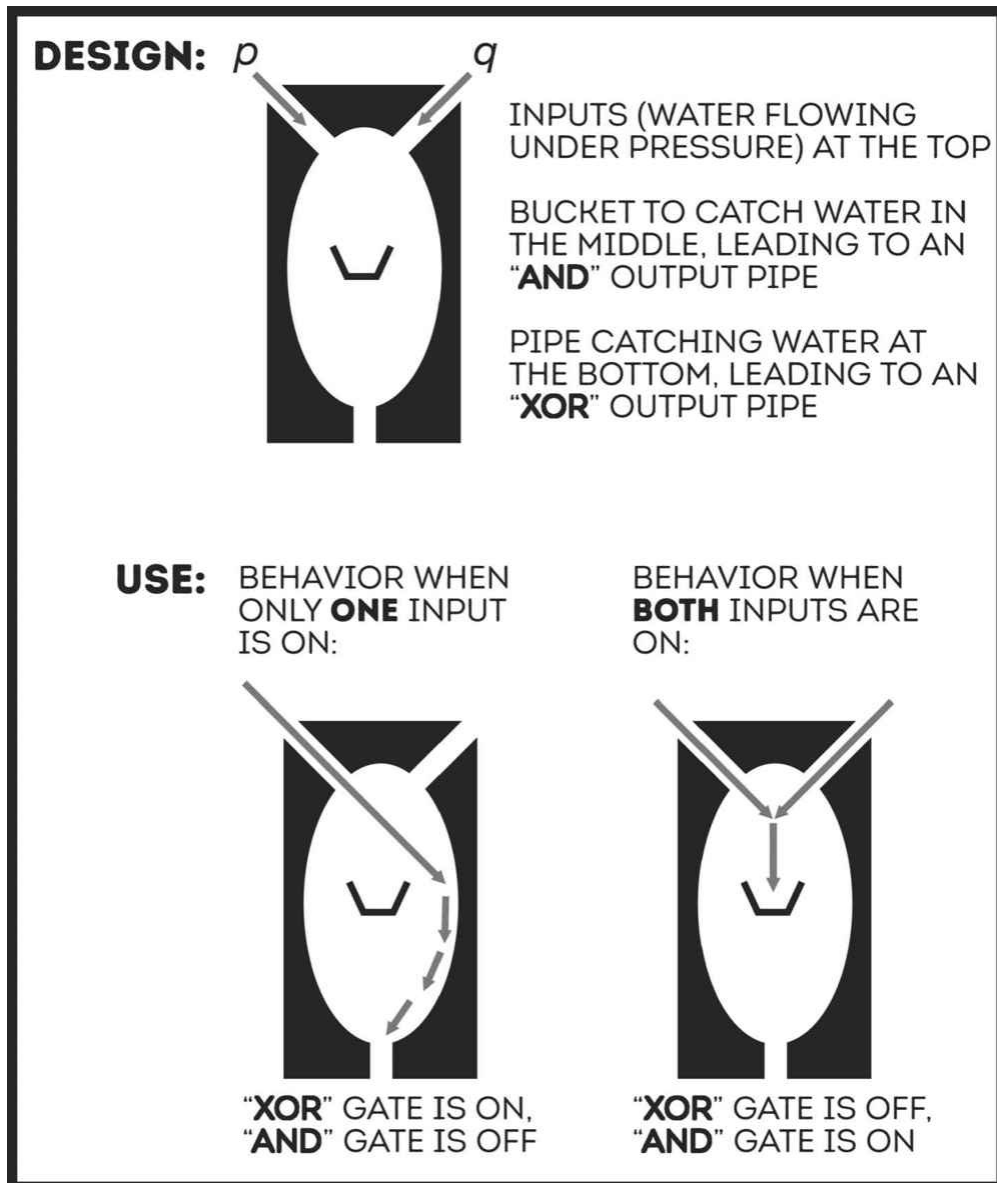 DESIGN: p q
INPUTS (WATER FLOWING
UNDER PRESSURE) AT THE TOP
BUCKET TO CATCH WATER IN
THE MIDDLE, LEADING TO AN
“AND” OUTPUT PIPE
PIPE CATCHING WATER AT
THE BOTTOM, LEADING TO AN
“XOR” OUTPUT PIPE
USE:
BEHAVIOR WHEN
ONLY ONE INPUT
IS ON:
BEHAVIOR WHEN
BOTH INPUTS ARE
ON:
“XOR” GATE IS ON,
“AND” GATE IS OFF
“XOR” GATE IS OFF,
“AND” GATE IS ON